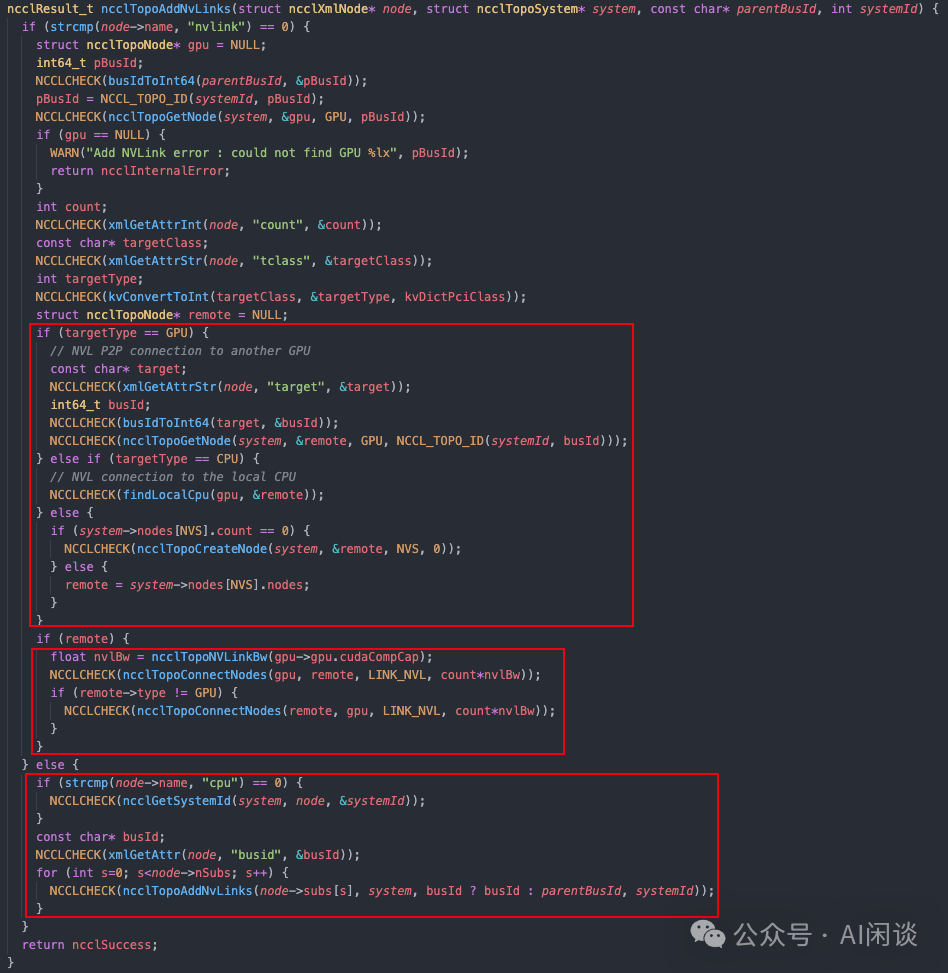 ncclResult_t ncclTopoAddNvLinks(struct ncclXmlNode* node, struct ncclTopoSystem* system, const char* parentBusId, int systemId) {
  if (strcmp(node->name, "nvlink") == 0) {
    struct ncclTopoNode* gpu = NULL;
    int64_t pBusId;
    NCCLCHECK(busIdToInt64(parentBusId, &pBusId));
    pBusId = NCCL_TOPO_ID(systemId, pBusId);
    NCCLCHECK(ncclTopoGetNode(system, &gpu, GPU, pBusId));
    if (gpu == NULL) {
      WARN("Add NVLink error : could not find GPU %lx", pBusId);
      return ncclInternalError;
    }
    int count;
    NCCLCHECK(xmlGetAttrInt(node, "count", &count));
    const char* targetClass;
    NCCLCHECK(xmlGetAttrStr(node, "tclass", &targetClass));
    int targetType;
    NCCLCHECK(kvConvertToInt(targetClass, &targetType, kvDictPciClass));
    struct ncclTopoNode* remote = NULL;
    if (targetType == GPU) {
      // NVL P2P connection to another GPU
      const char* target;
      NCCLCHECK(xmlGetAttrStr(node, "target", &target));
      int64_t busId;
      NCCLCHECK(busIdToInt64(target, &busId));
      NCCLCHECK(ncclTopoGetNode(system, &remote, GPU, NCCL_TOPO_ID(systemId, busId)));
    } else if (targetType == CPU) {
      // NVL connection to the local CPU
      NCCLCHECK(findLocalCpu(gpu, &remote));
    } else {
      if (system->nodes[NVS].count == 0) {
        NCCLCHECK(ncclTopoCreateNode(system, &remote, NVS, 0));
      } else {
        remote = system->nodes[NVS].nodes;
      }
    }
    if (remote) {
      float nvlBw = ncclTopoNVLinkBw(gpu->gpu.cudaCompCap);
      NCCLCHECK(ncclTopoConnectNodes(gpu, remote, LINK_NVL, count*nvlBw));
      if (remote->type != GPU) {
        NCCLCHECK(ncclTopoConnectNodes(remote, gpu, LINK_NVL, count*nvlBw));
      }
    }
  } else {
    if (strcmp(node->name, "cpu") == 0) {
      NCCLCHECK(ncclGetSystemId(system, node, &systemId));
    }
    const char* busId;
    NCCLCHECK(xmlGetAttr(node, "busid", &busId));
    for (int s=0; s<node->nSubs; s++) {
      NCCLCHECK(ncclTopoAddNvLinks(node->subs[s], system, busId ? busId : parentBusId, systemId));
    }
  }
  return ncclSuccess;
}
公众号 · AI闲谈